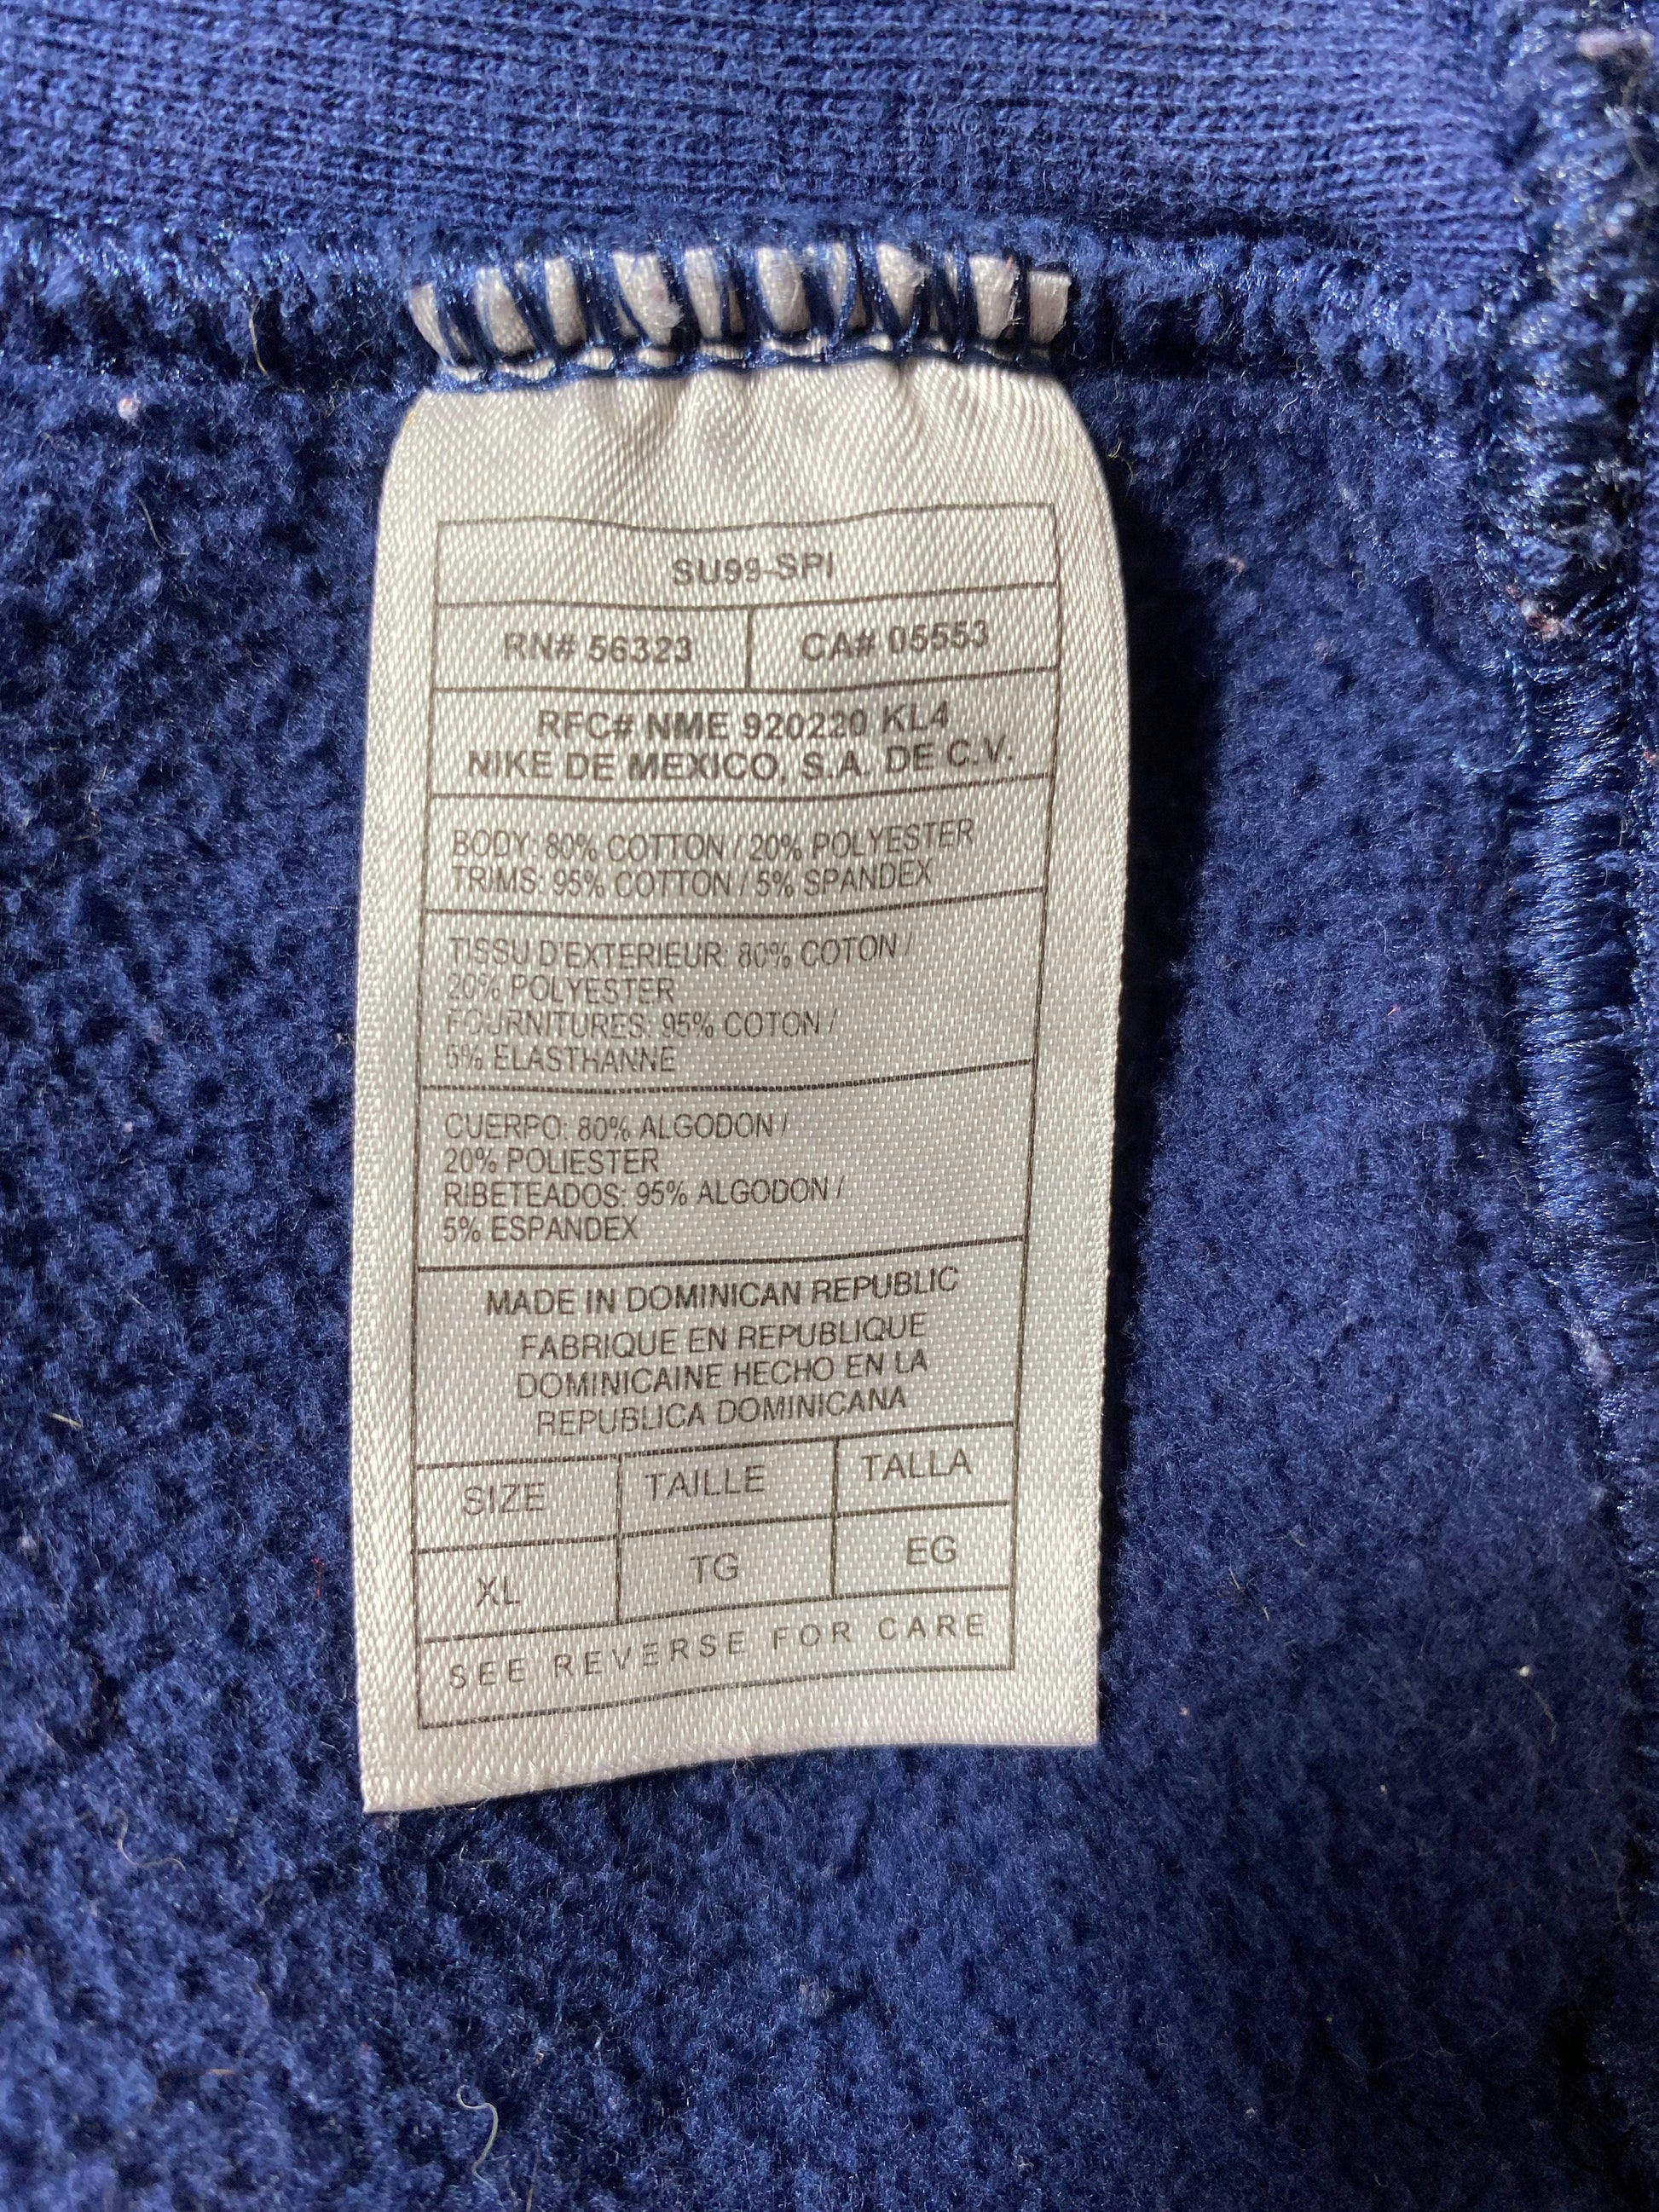 SU99-SPI
RN# 56323 CA# 05553
RFC# NME 920220 KL4
NIKE DE MEXICO, S.A. DE C.V.
BODY: 80% COTTON / 20% POLYESTER
TRIMS: 95% COTTON / 5% SPANDEX
TISSU D'EXTERIEUR: 80% COTON /
20% POLYESTER
FOURNITURES: 95% COTON /
5% ELASTHANNE
CUERPO: 80% ALGODON /
20% POLIESTER
RIBETEADOS: 95% ALGODON /
5% ESPANDEX
MADE IN DOMINICAN REPUBLIC
FABRIQUE EN REPUBLIQUE
DOMINICAINE HECHO EN LA
REPUBLICA DOMINICANA
SIZE TAILLE TALLA
XL TG EG
SEE REVERSE FOR CARE